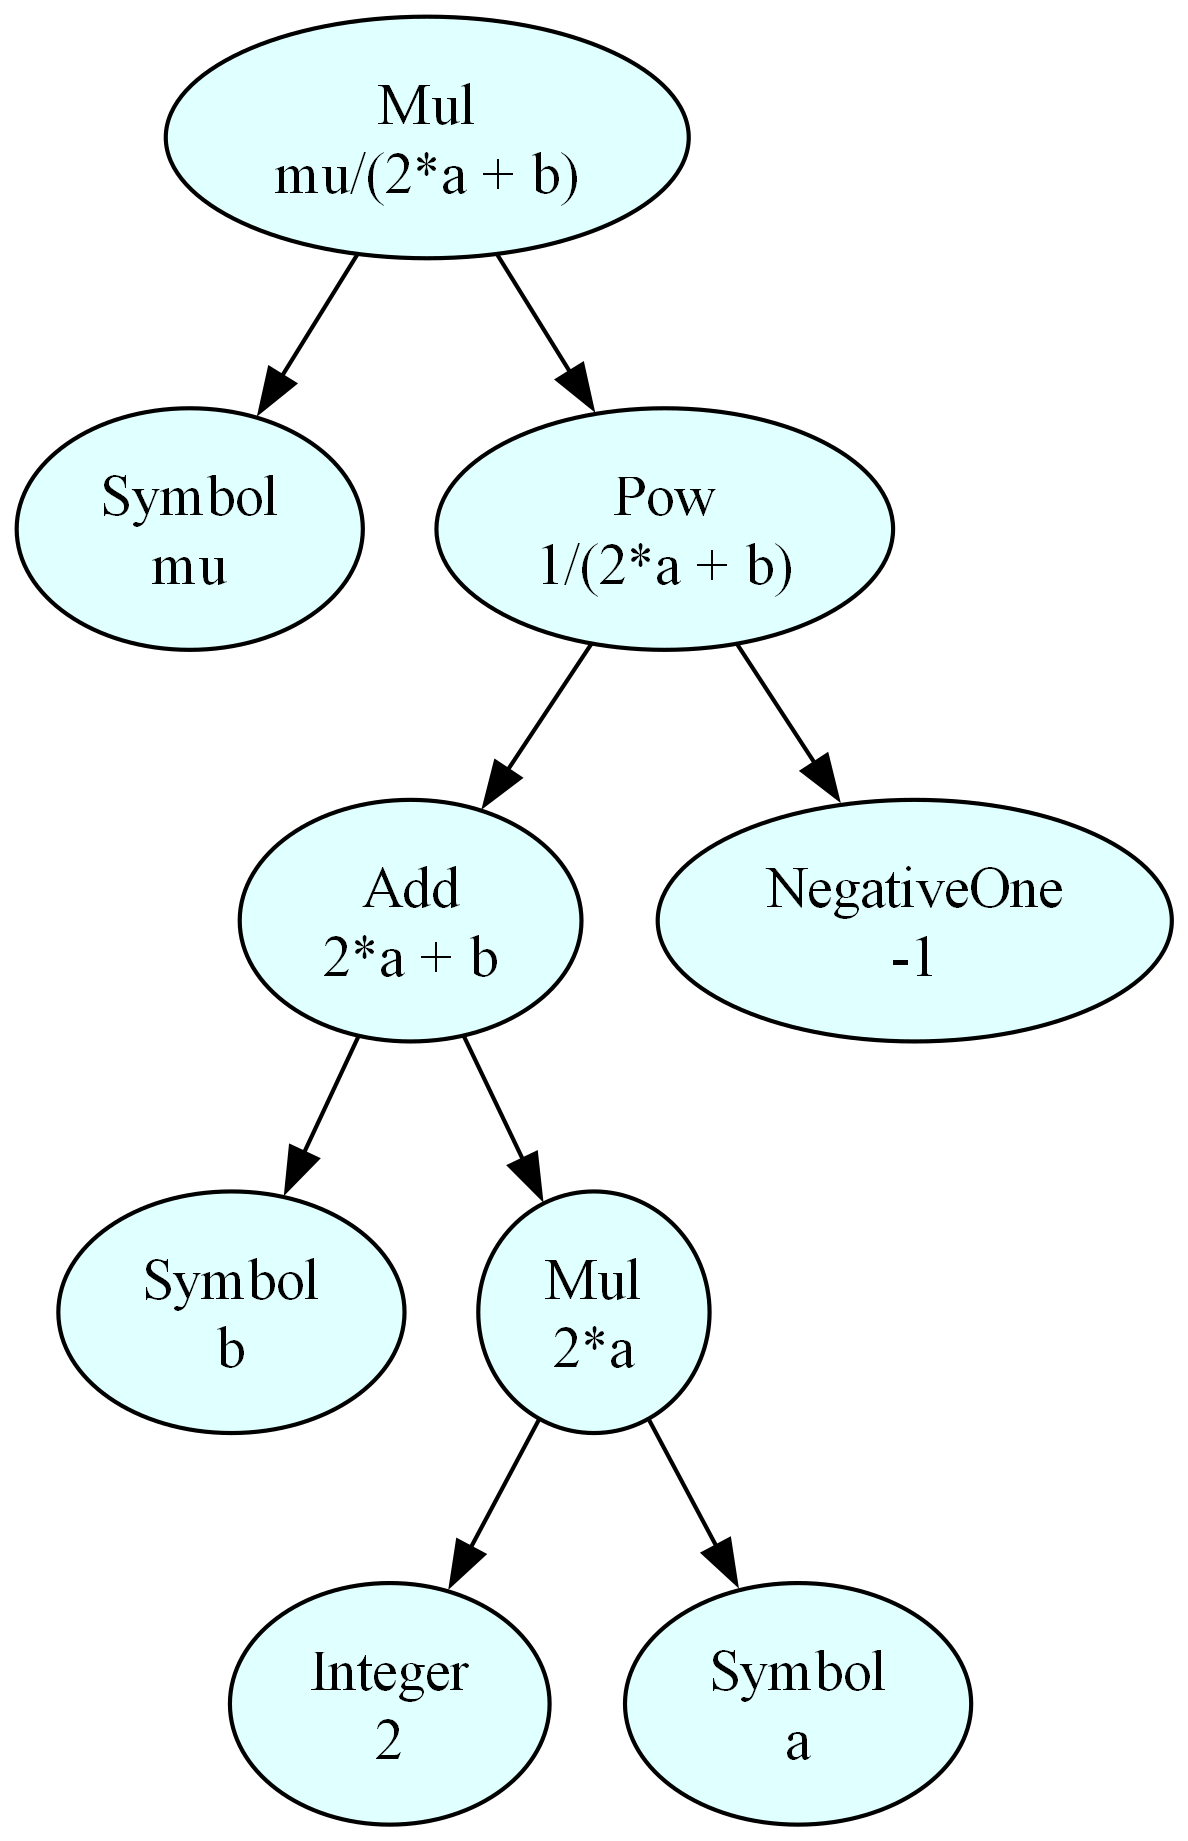 Mul
mu/(2*a + b)
Symbol
mu
Pow
1/(2*a + b)
Add
2*a + b
NegativeOne
-1
Symbol
b
Mul
2*a
Integer
2
Symbol
a